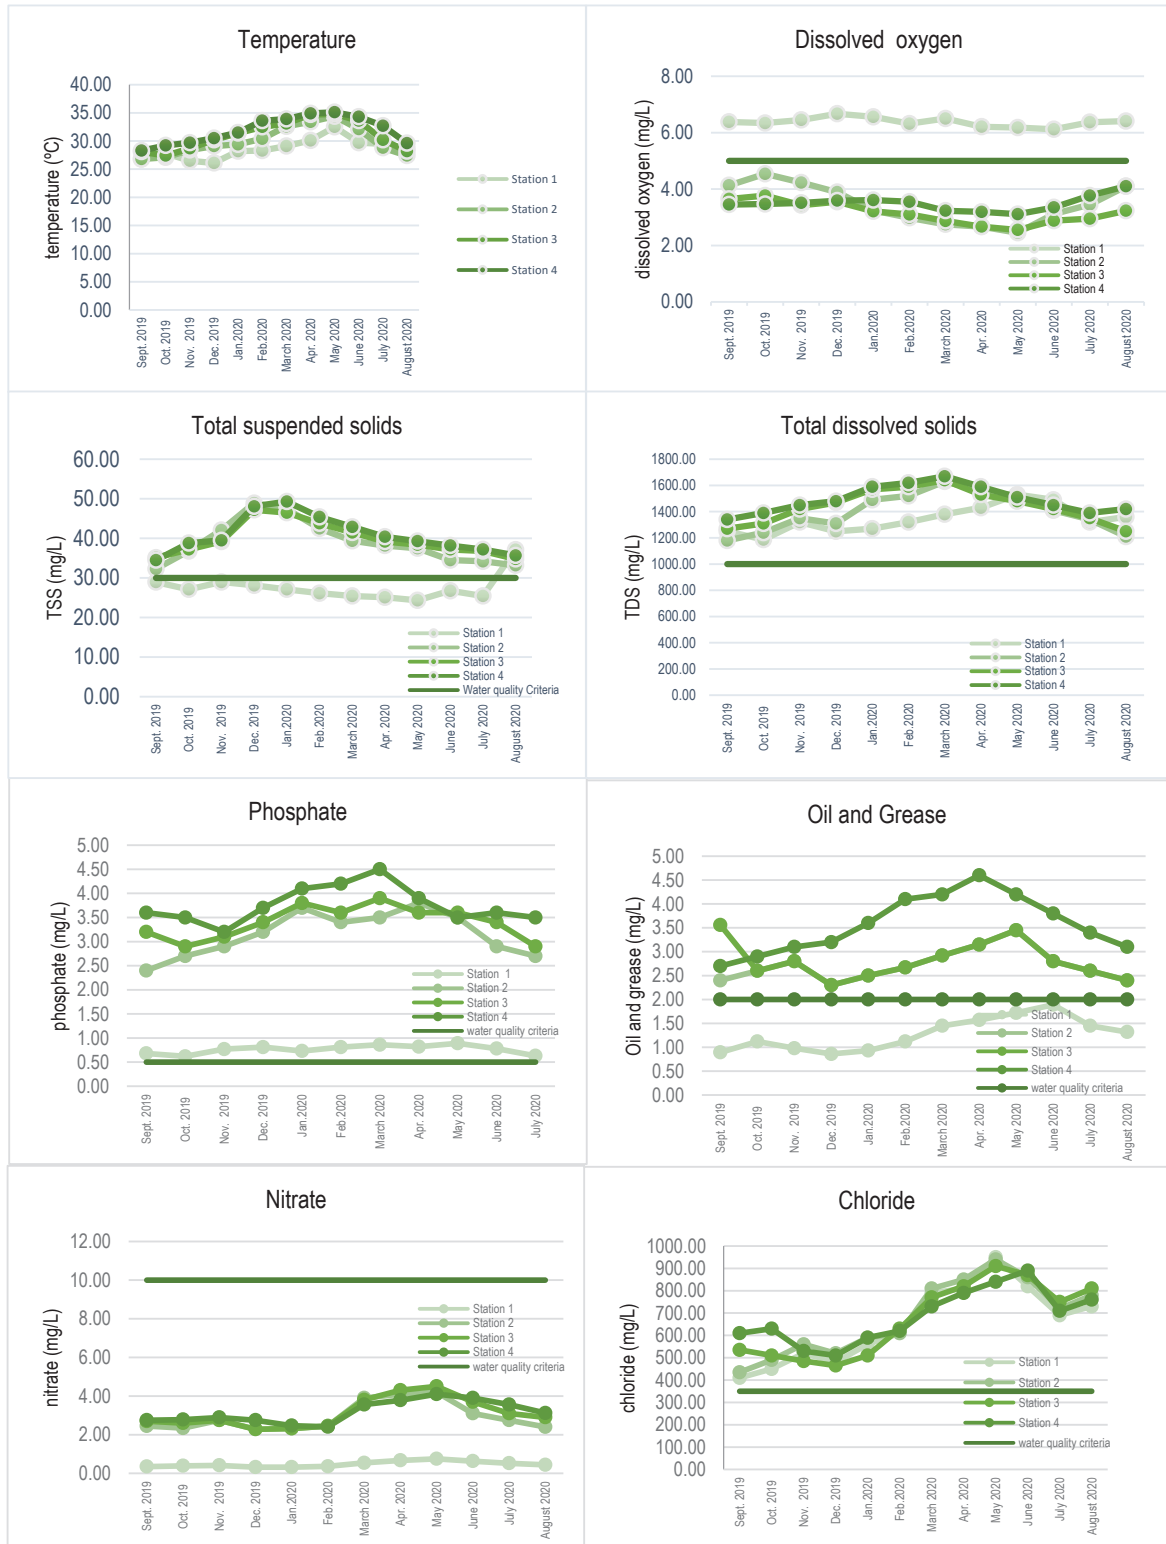 Temperature
temperature (ºC)
40.00
35.00
30.00
25.00
20.00
15.00
10.00
5.00
0.00
Sept. 2019
Oct. 2019
Nov. 2019
Dec. 2019
Jan.2020
Feb.2020
March 2020
Apr. 2020
May 2020
June 2020
July 2020
August 2020
Station 1
Station 2
Station 3
Station 4
Dissolved oxygen
dissolved oxygen (mg/L)
8.00
6.00
4.00
2.00
0.00
Sept. 2019
Oct. 2019
Nov. 2019
Dec. 2019
Jan.2020
Feb.2020
March 2020
Apr. 2020
May 2020
June 2020
July 2020
August 2020
Station 1
Station 2
Station 3
Station 4
Total suspended solids
TSS (mg/L)
60.00
50.00
40.00
30.00
20.00
10.00
0.00
Sept. 2019
Oct. 2019
Nov. 2019
Dec. 2019
Jan.2020
Feb.2020
March 2020
Apr. 2020
May 2020
June 2020
July 2020
August 2020
Station 1
Station 2
Station 3
Station 4
Water quality Criteria
Total dissolved solids
TDS (mg/L)
1800.00
1600.00
1400.00
1200.00
1000.00
800.00
600.00
400.00
200.00
0.00
Sept. 2019
Oct. 2019
Nov. 2019
Dec. 2019
Jan.2020
Feb.2020
March 2020
Apr. 2020
May 2020
June 2020
July 2020
August 2020
Station 1
Station 2
Station 3
Station 4
Phosphate
phosphate (mg/L)
5.00
4.50
4.00
3.50
3.00
2.50
2.00
1.50
1.00
0.50
0.00
Sept. 2019
Oct. 2019
Nov. 2019
Dec. 2019
Jan.2020
Feb.2020
March 2020
Apr. 2020
May 2020
June 2020
July 2020
Station 1
Station 2
Station 3
Station 4
water quality criteria
Oil and Grease
Oil and grease (mg/L)
5.00
4.50
4.00
3.50
3.00
2.50
2.00
1.50
1.00
0.50
0.00
Sept. 2019
Oct. 2019
Nov. 2019
Dec. 2019
Jan.2020
Feb.2020
March 2020
Apr. 2020
May 2020
June 2020
July 2020
August 2020
Station 1
Station 2
Station 3
Station 4
water quality criteria
Nitrate
nitrate (mg/L)
12.00
10.00
8.00
6.00
4.00
2.00
0.00
Sept. 2019
Oct. 2019
Nov. 2019
Dec. 2019
Jan.2020
Feb.2020
March 2020
Apr. 2020
May 2020
June 2020
July 2020
August 2020
Station 1
Station 2
Station 3
Station 4
water quality criteria
Chloride
chloride (mg/L)
1000.00
900.00
800.00
700.00
600.00
500.00
400.00
300.00
200.00
100.00
0.00
Sept. 2019
Oct. 2019
Nov. 2019
Dec. 2019
Jan.2020
Feb.2020
March 2020
Apr. 2020
May 2020
June 2020
July 2020
August 2020
Station 1
Station 2
Station 3
Station 4
water quality criteria